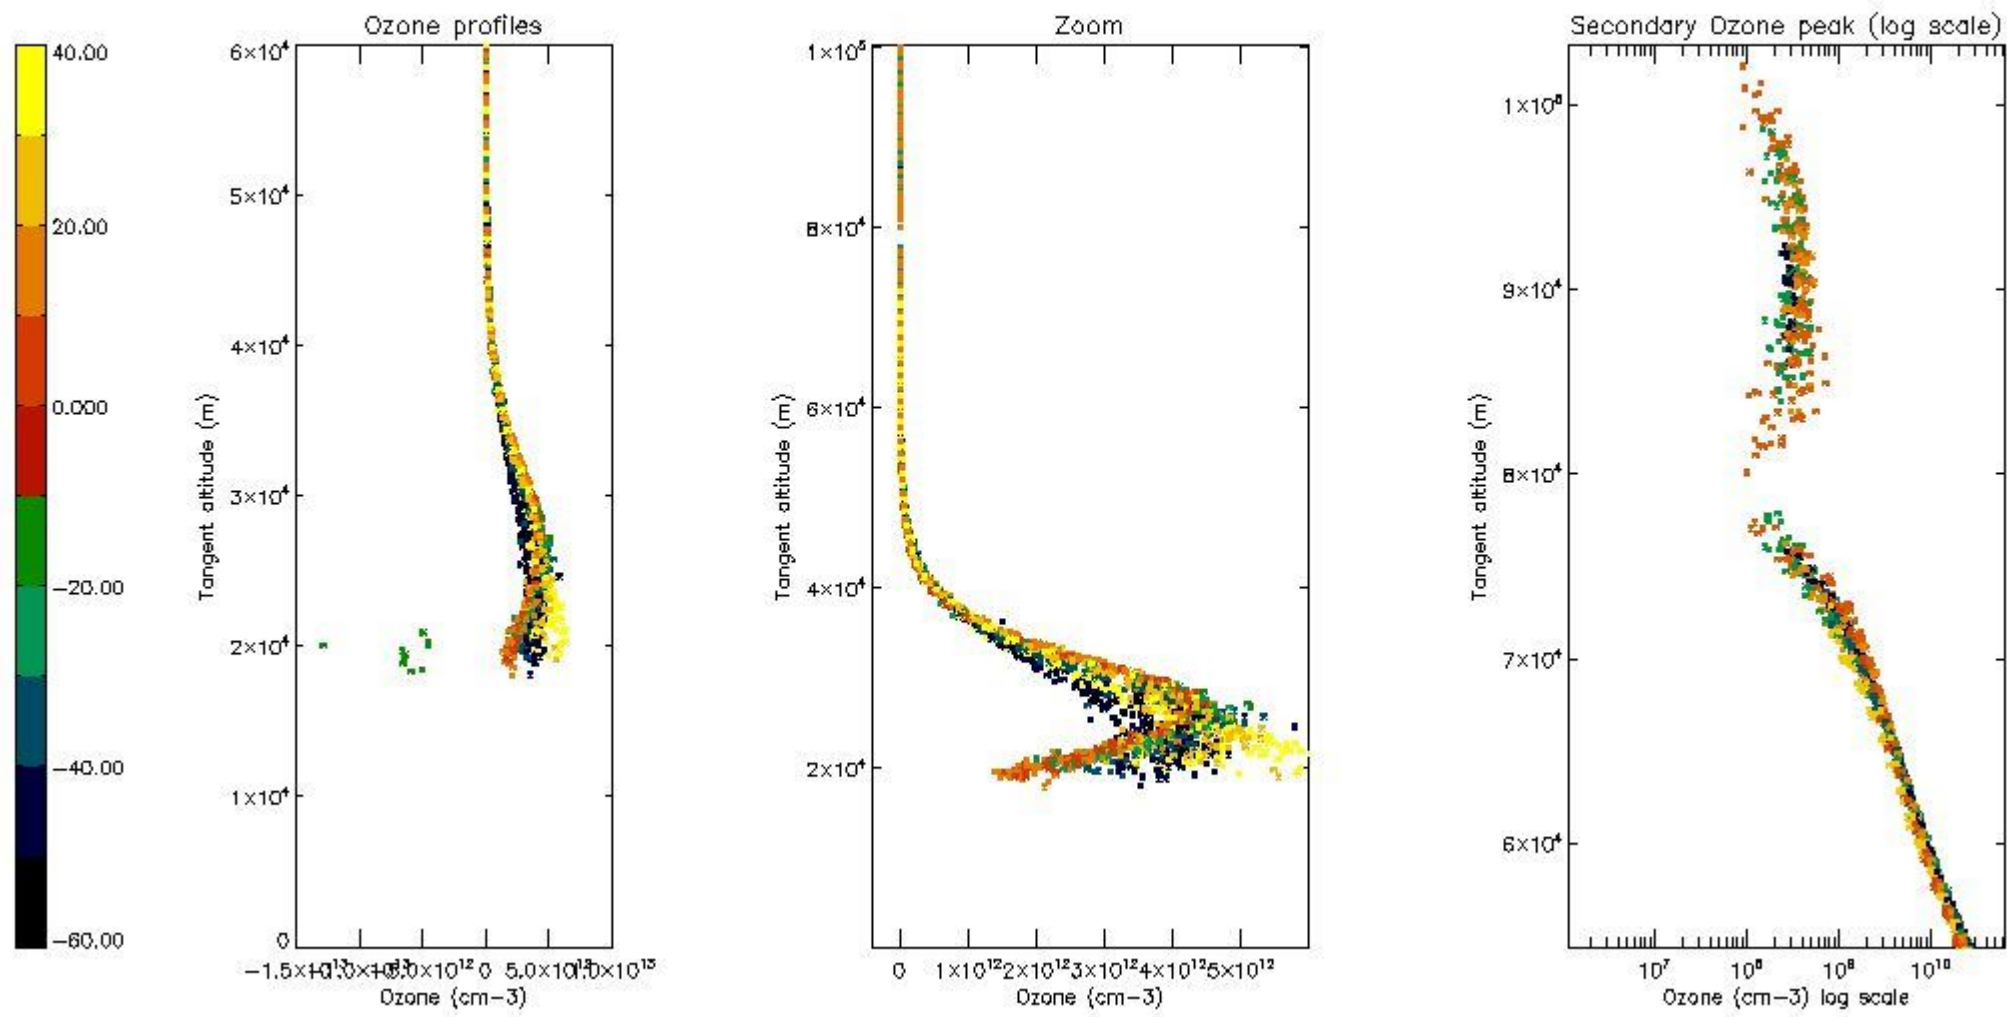 Ozone profiles
Zoom
Secondary Ozone peak (log scale)
40.00
20.00
0.000
−20.00
−40.00
−60.00
6×10⁴
5×10⁴
4×10⁴
3×10⁴
2×10⁴
1×10⁴
0
Tangent altitude (m)
5.0×10¹² 0
Ozone (cm−3)
1×10⁵
8×10⁴
6×10⁴
4×10⁴
2×10⁴
Tangent altitude (m)
0 1×10¹² 2×10¹² 3×10¹² 4×10¹² 5×10¹²
Ozone (cm−3)
9×10⁴
8×10⁴
7×10⁴
6×10⁴
Tangent altitude (m)
10⁷ 10¹⁰
Ozone (cm−3) log scale